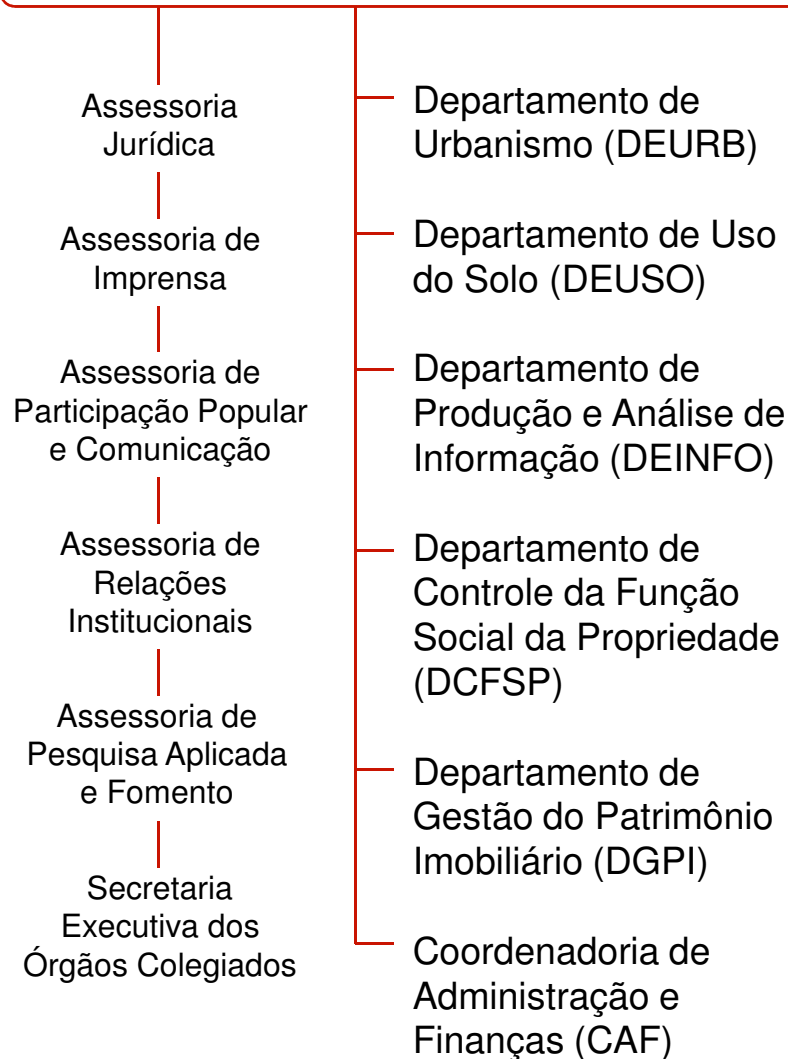 Assessoria
Jurídica
Assessoria de
Imprensa
Assessoria de
Participação Popular
e Comunicação
Assessoria de
Relações
Institucionais
Assessoria de
Pesquisa Aplicada
e Fomento
Secretaria
Executiva dos
Órgãos Colegiados
Departamento de
Urbanismo (DEURB)
Departamento de Uso
do Solo (DEUSO)
Departamento de
Produção e Análise de
Informação (DEINFO)
Departamento de
Controle da Função
Social da Propriedade
(DCFSP)
Departamento de
Gestão do Patrimônio
Imobiliário (DGPI)
Coordenadoria de
Administração e
Finanças (CAF)